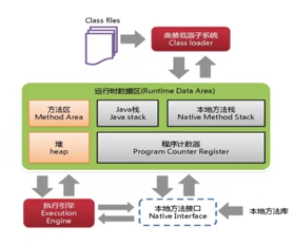 Class files
类装载器子系统
Class loader
运行时数据区(Runtime Data Area)
方法区
Method Area
Java栈
Java stack
本地方法栈
Native Method Stack
堆
heap
程序计数器
Program Counter Register
执行引擎
Execution
Engine
本地方法接口
Native Interface
本地方法库